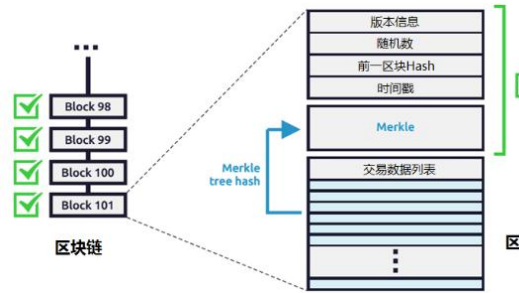 Block 98
Block 99
Block 100
Block 101
区块链
版本信息
随机数
前一区块Hash
时间戳
Merkle
Merkle
tree hash
交易数据列表
区